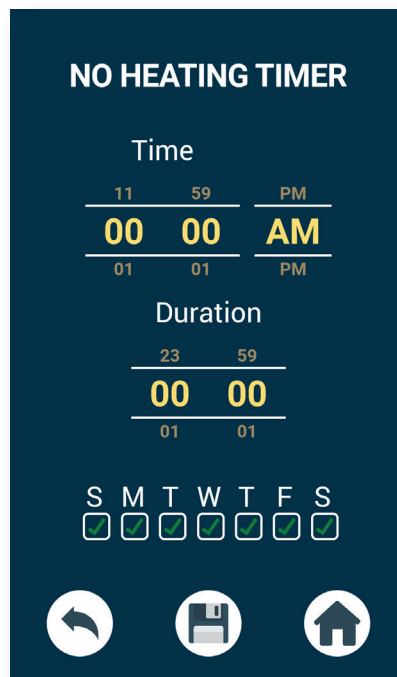 NO HEATING TIMER
Time
11 59 PM
00 00 AM
01 01 PM
Duration
23 59
00 00
01 01
S M T W T F S